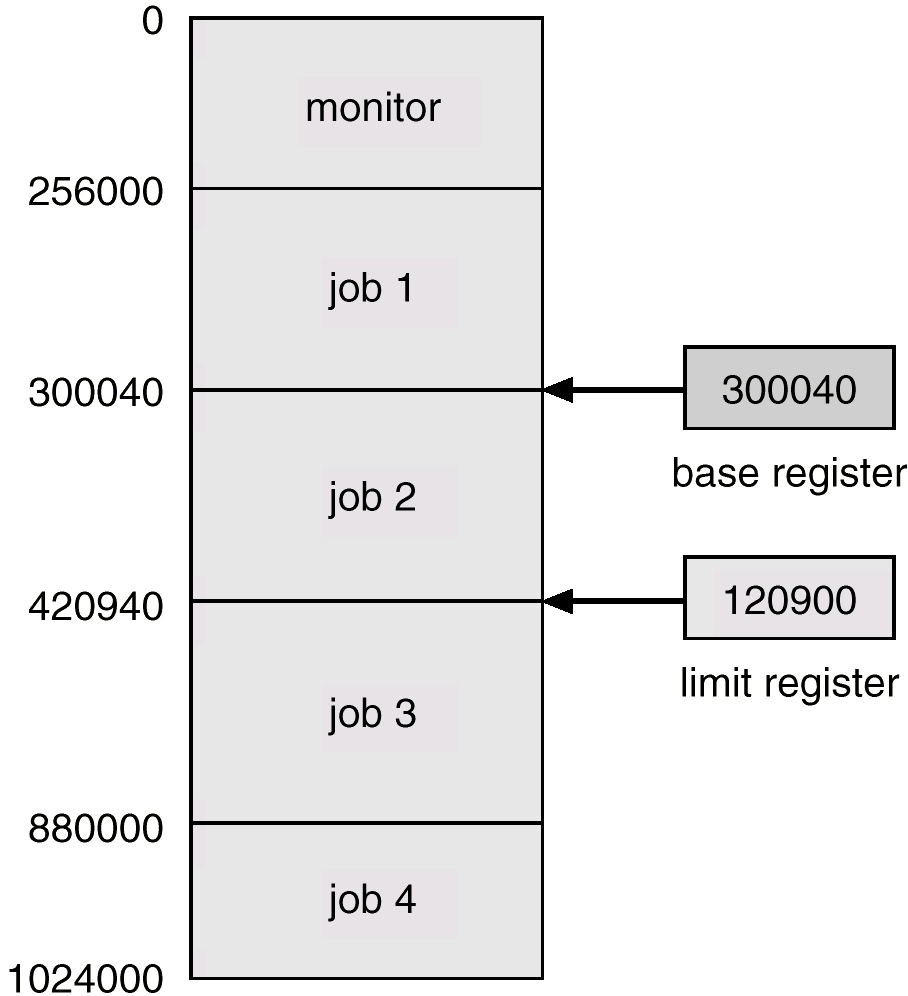 0
monitor
256000
job 1
300040
300040
base register
job 2
420940
120900
limit register
job 3
880000
job 4
1024000